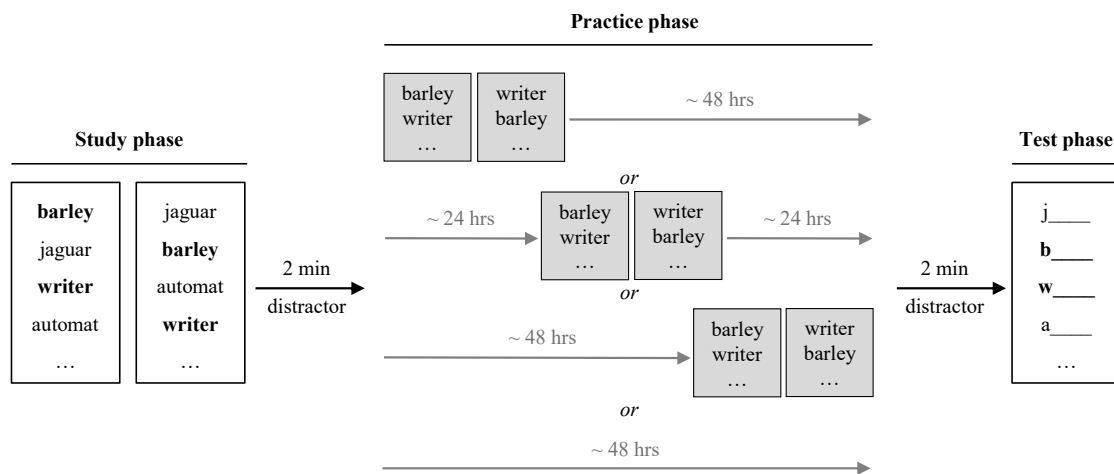 Practice phase
barley
writer
…
writer
barley
…
~ 48 hrs
or
Study phase
barley
jaguar
writer
automat
…
jaguar
barley
automat
writer
…
2 min
distractor
~ 24 hrs
barley
writer
…
writer
barley
…
~ 24 hrs
or
~ 48 hrs
barley
writer
…
writer
barley
…
or
~ 48 hrs
2 min
distractor
Test phase
j____
b____
w____
a____
…